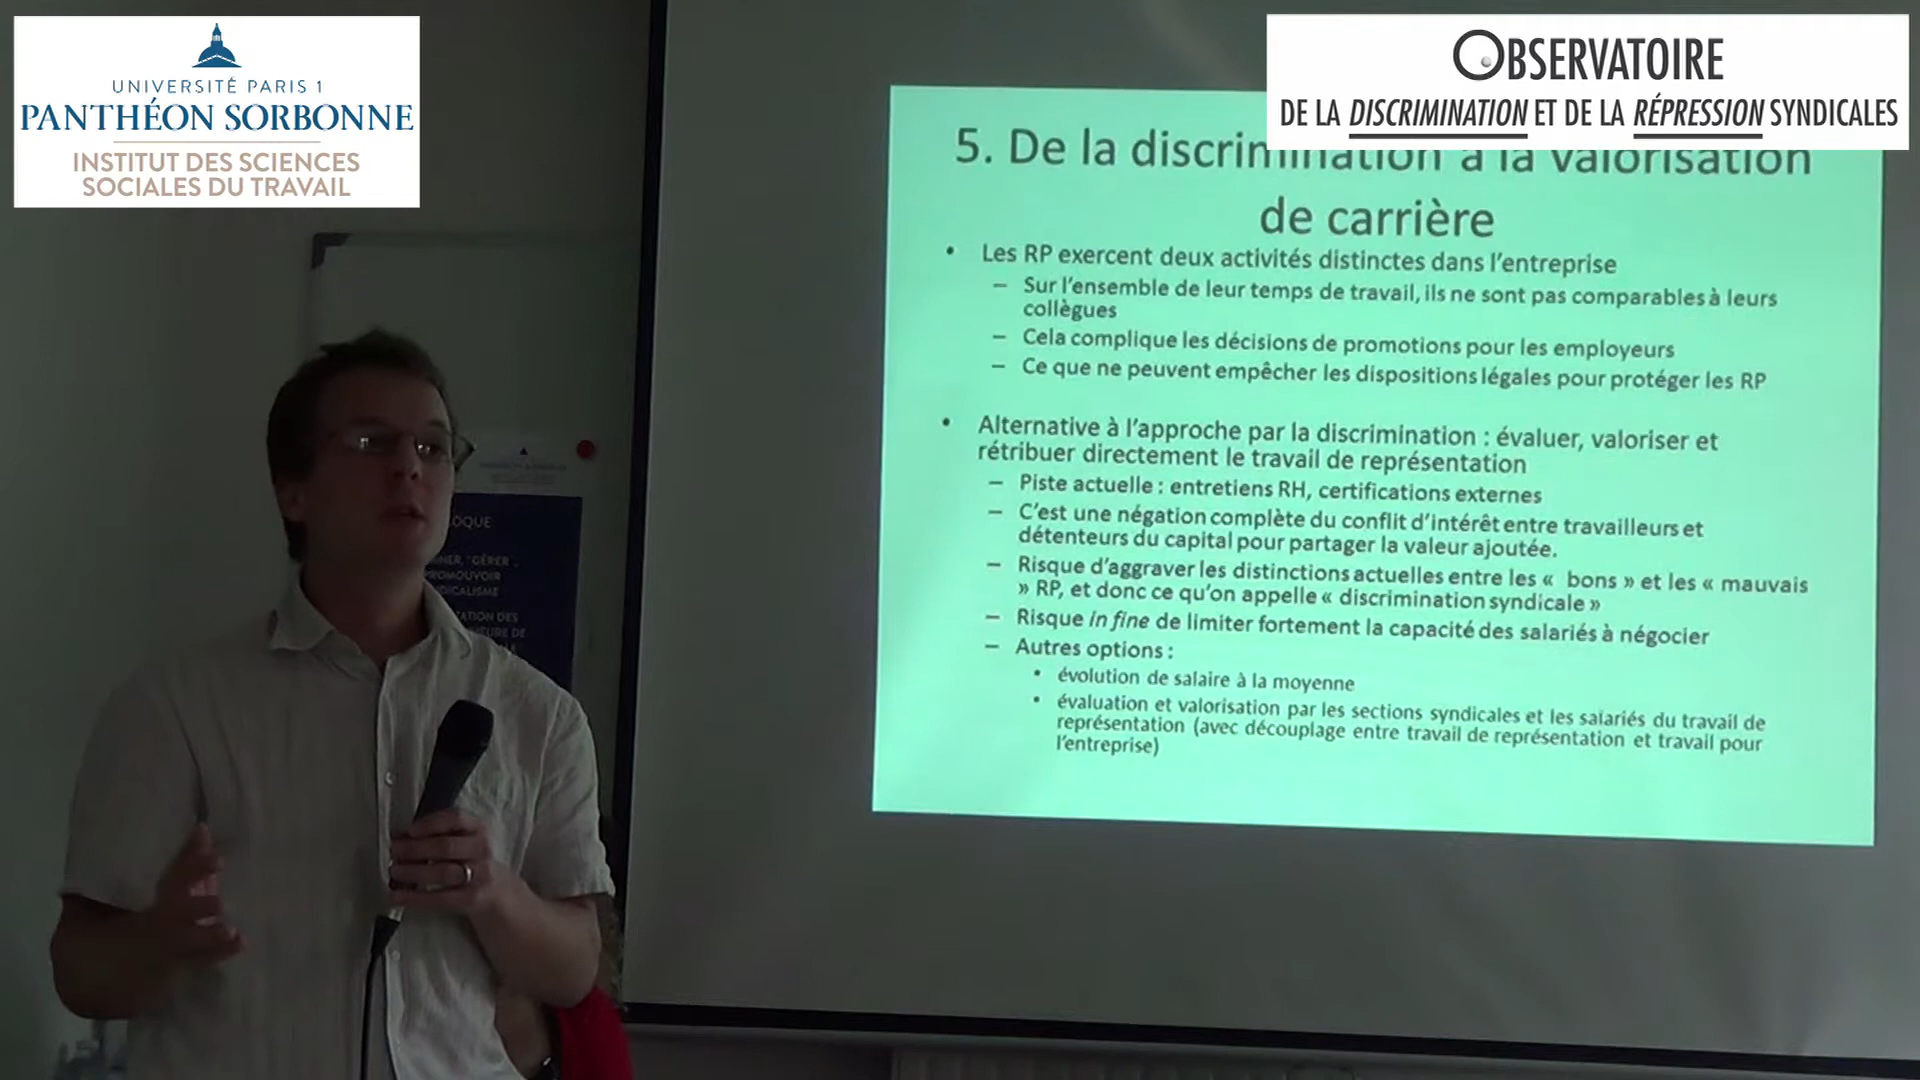 UNIVERSITÉ PARIS 1
PANTHÉON SORBONNE
INSTITUT DES SCIENCES
SOCIALES DU TRAVAIL
OBSERVATOIRE
DE LA DISCRIMINATION ET DE LA RÉPRESSION SYNDICALES
5. De la discrimination à la valorisation
de carrière
• Les RP exercent deux activités distinctes dans l'entreprise
– Sur l'ensemble de leur temps de travail, ils ne sont pas comparables à leurs
collègues
– Cela complique les décisions de promotions pour les employeurs
– Ce que ne peuvent empêcher les dispositions légales pour protéger les RP
• Alternative à l'approche par la discrimination : évaluer, valoriser et
rétribuer directement le travail de représentation
– Piste actuelle : entretiens RH, certifications externes
– C'est une négation complète du conflit d'intérêt entre travailleurs et
détenteurs du capital pour partager la valeur ajoutée.
– Risque d'aggraver les distinctions actuelles entre les « bons » et les « mauvais
» RP, et donc ce qu'on appelle « discrimination syndicale »
– Risque in fine de limiter fortement la capacité des salariés à négocier
– Autres options :
• évolution de salaire à la moyenne
• évaluation et valorisation par les sections syndicales et les salariés du travail de
représentation (avec découplage entre travail de représentation et travail pour
l'entreprise)
LOQUE
NER, "GÉRER",
PROMOUVOIR
DICALISME
TATION DES